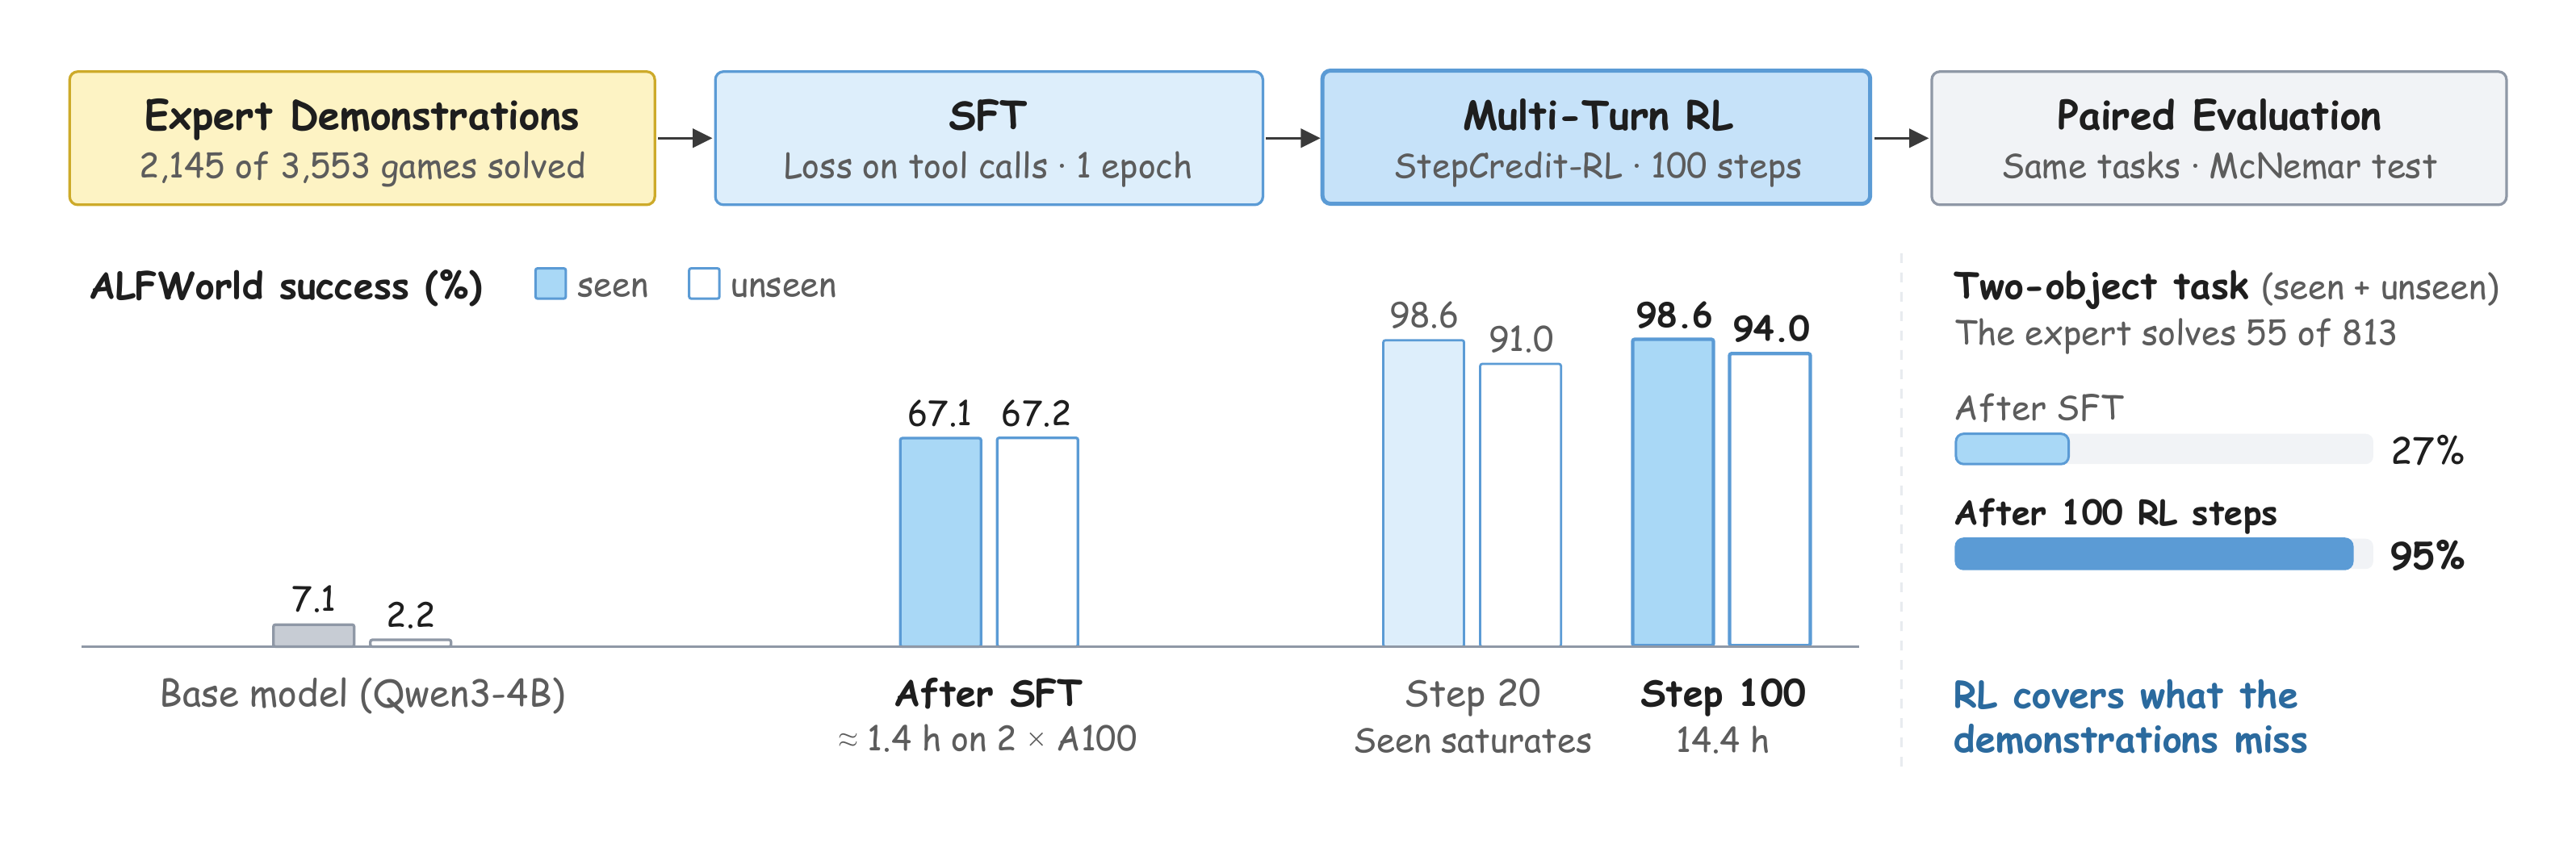 Expert Demonstrations
2,145 of 3,553 games solved
SFT
Loss on tool calls · 1 epoch
Multi-Turn RL
StepCredit-RL · 100 steps
Paired Evaluation
Same tasks · McNemar test
ALFWorld success (%)
seen
unseen
7.1
2.2
67.1
67.2
98.6
91.0
98.6
94.0
Base model (Qwen3-4B)
After SFT
≈ 1.4 h on 2 × A100
Step 20
Seen saturates
Step 100
14.4 h
Two-object task (seen + unseen)
The expert solves 55 of 813
After SFT
27%
After 100 RL steps
95%
RL covers what the
demonstrations miss